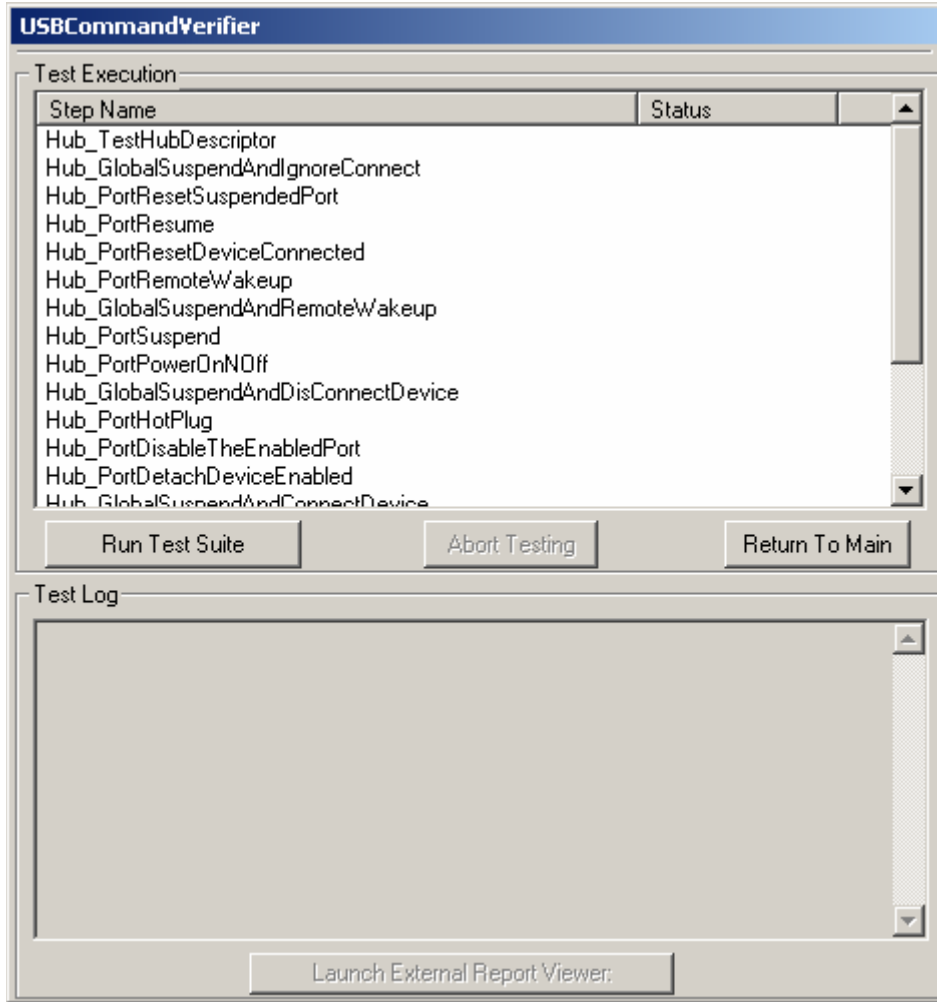 USBCommandVerifier
Test Execution
Step Name Status
Hub_TestHubDescriptor
Hub_GlobalSuspendAndIgnoreConnect
Hub_PortResetSuspendedPort
Hub_PortResume
Hub_PortResetDeviceConnected
Hub_PortRemoteWakeup
Hub_GlobalSuspendAndRemoteWakeup
Hub_PortSuspend
Hub_PortPowerOnNOff
Hub_GlobalSuspendAndDisConnectDevice
Hub_PortHotPlug
Hub_PortDisableTheEnabledPort
Hub_PortDetachDeviceEnabled
Hub_GlobalSuspendAndConnectDevice
Run Test Suite Abort Testing Return To Main
Test Log
Launch External Report Viewer: